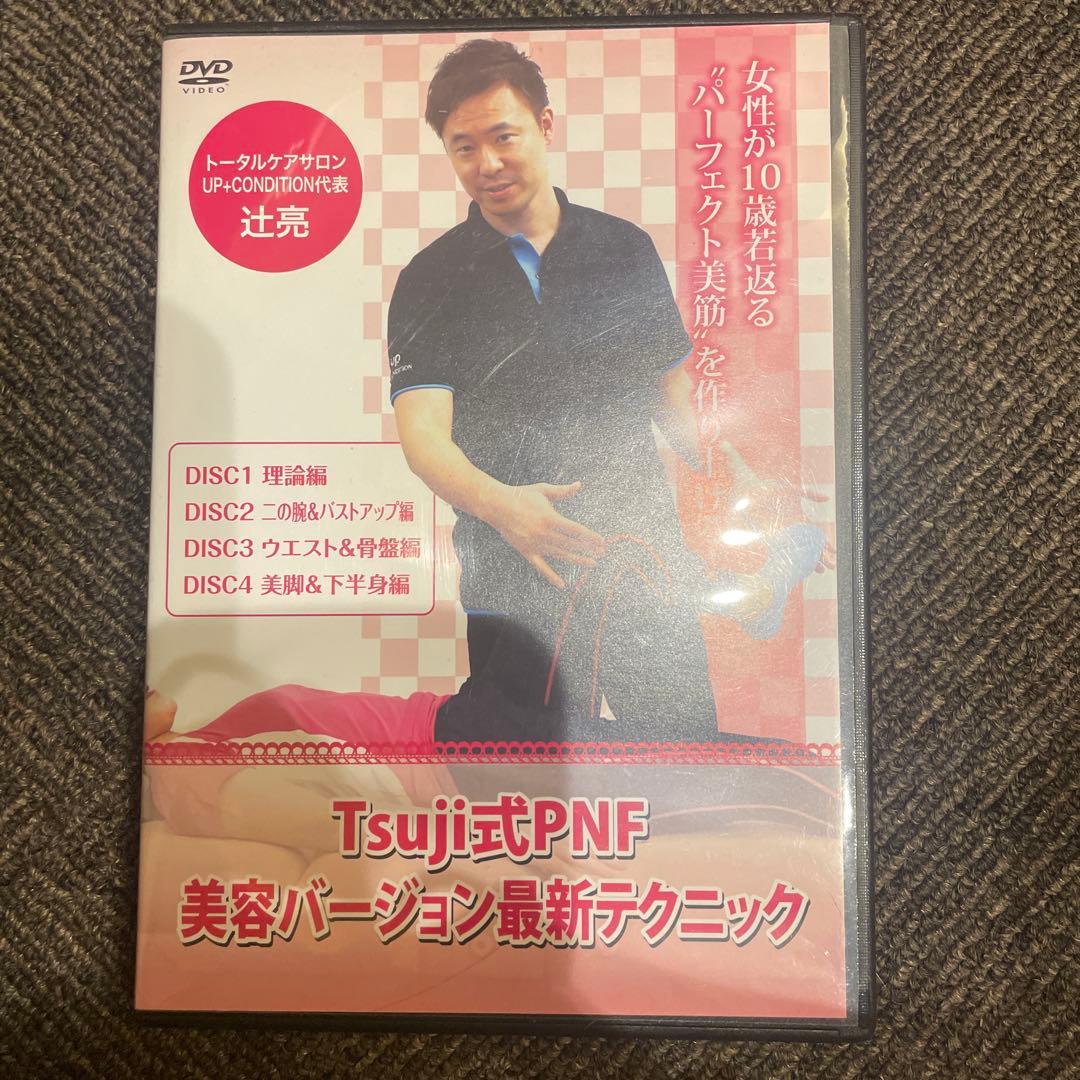 DVD
VIDEO
トータルケアサロン
UP+CONDITION代表
辻亮
女性が10歳若返る
“パーフェクト美筋”を作り
up
DISC1 理論編
DISC2 二の腕&バストアップ編
DISC3 ウエスト&骨盤編
DISC4 美脚&下半身編
Tsuji式PNF
美容バージョン最新テクニック